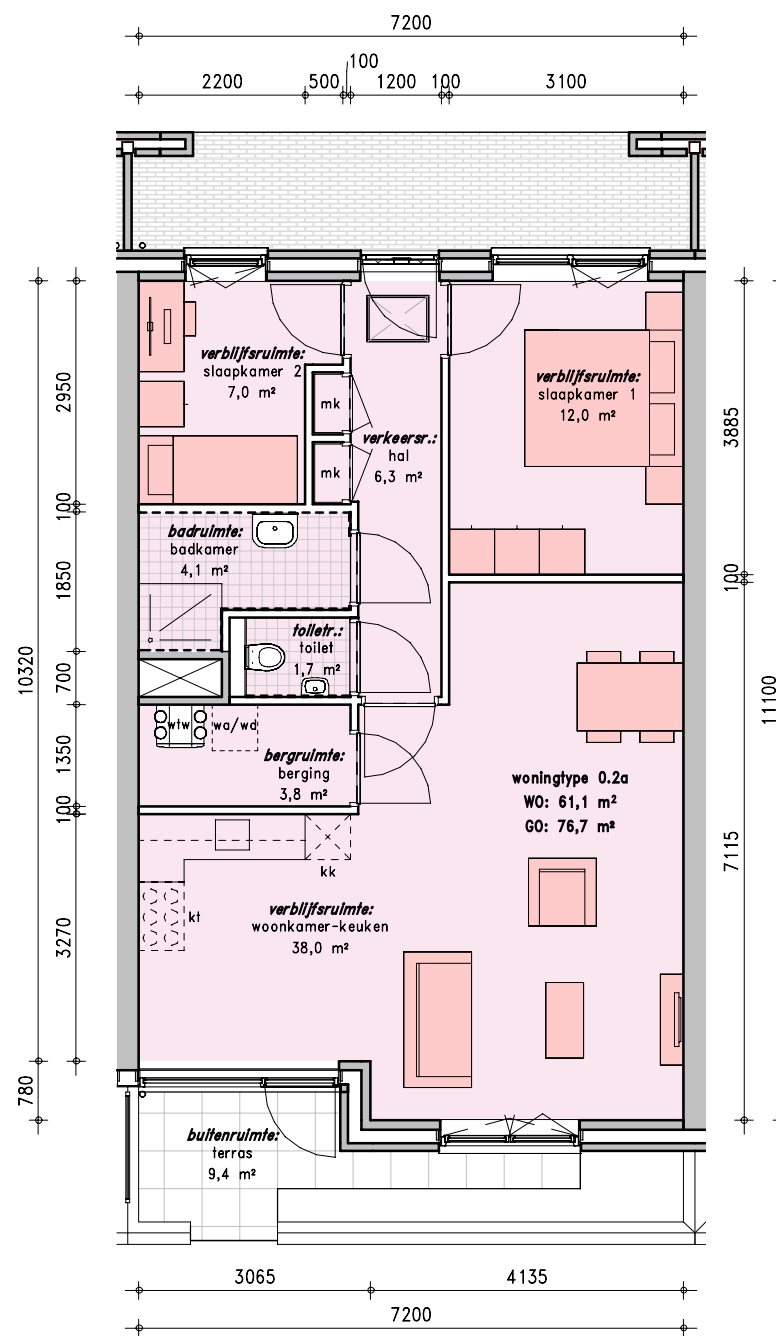 7200
100
2200 500 1200 100 3100
verblijfsruimte:
slaapkamer 2
7,0 m²
verblijfsruimte:
slaapkamer 1
12,0 m²
mk
mk
verkeersr.:
hal
6,3 m²
badruimte:
badkamer
4,1 m²
toiletr.:
toilet
1,7 m²
wtw
wa/wd
bergruimte:
berging
3,8 m²
woningtype 0.2a
WO: 61,1 m²
GO: 76,7 m²
kk
kt
verblijfsruimte:
woonkamer-keuken
38,0 m²
buitenruimte:
terras
9,4 m²
2950
100
1850
700
1350
100
3270
10320
780
3885
100
7115
11100
3065 4135
7200